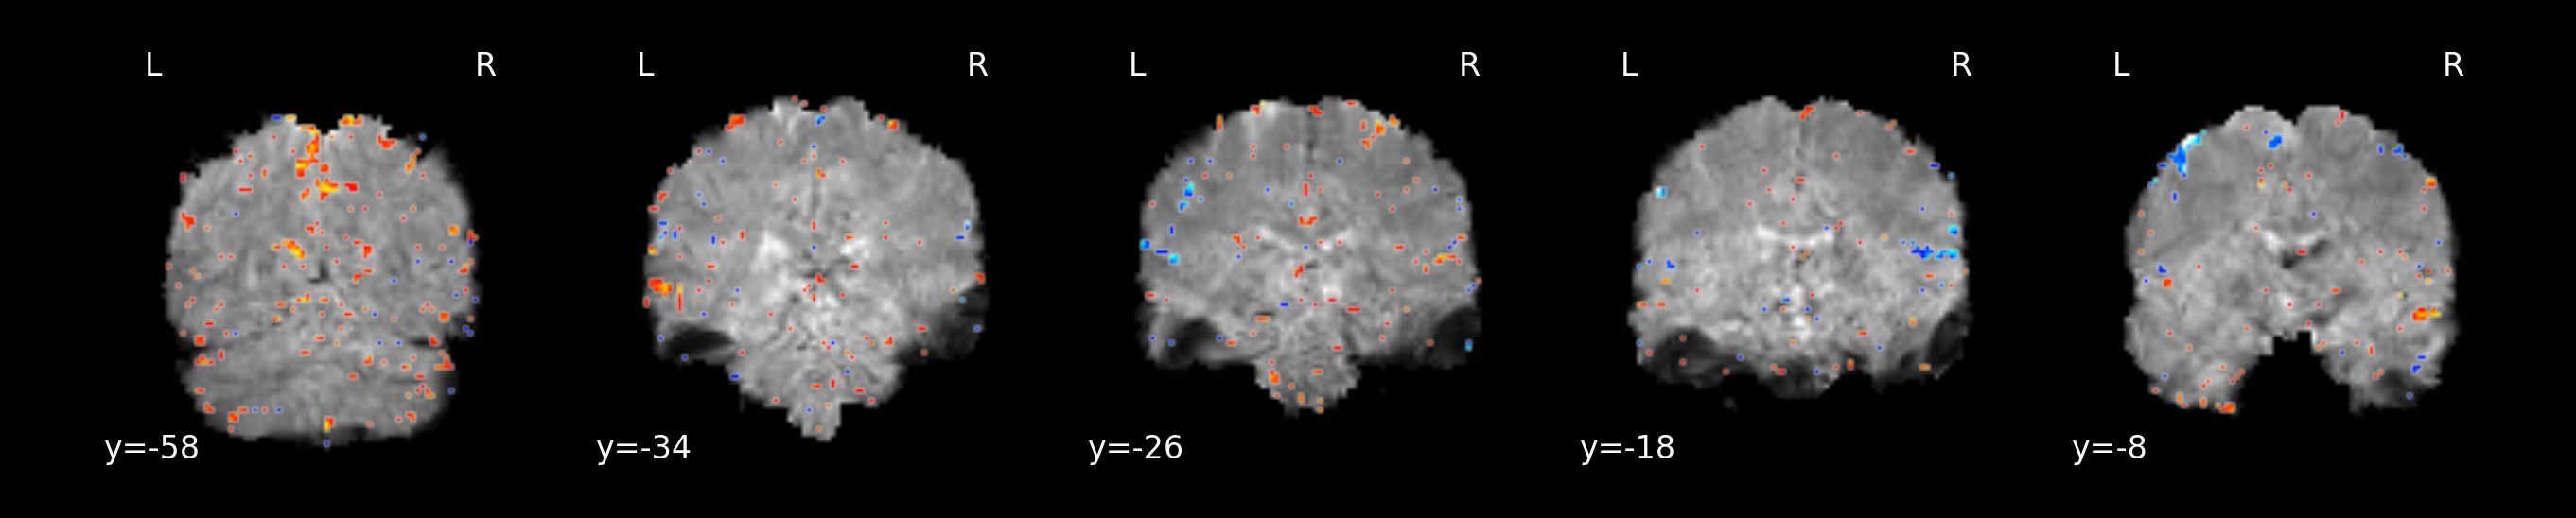 L R L R L R L R L R
y=-58 y=-34 y=-26 y=-18 y=-8